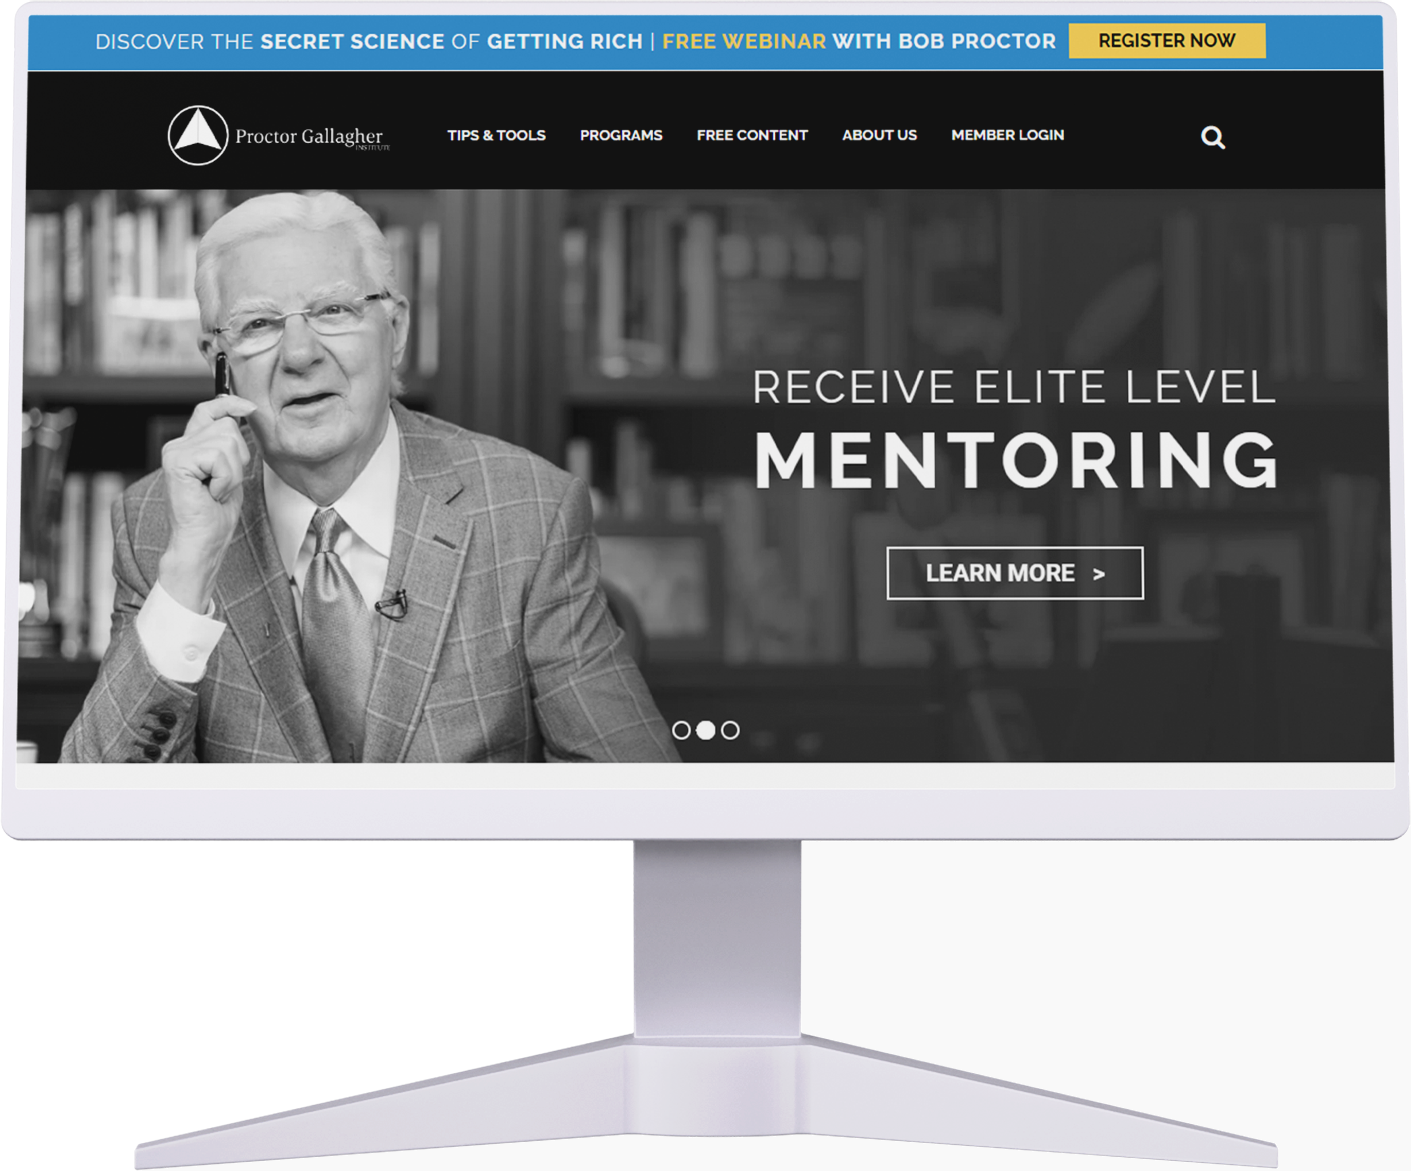 DISCOVER THE SECRET SCIENCE OF GETTING RICH | FREE WEBINAR WITH BOB PROCTOR REGISTER NOW
Proctor Gallagher
INSTITUTE
TIPS & TOOLS PROGRAMS FREE CONTENT ABOUT US MEMBER LOGIN
RECEIVE ELITE LEVEL
MENTORING
LEARN MORE >